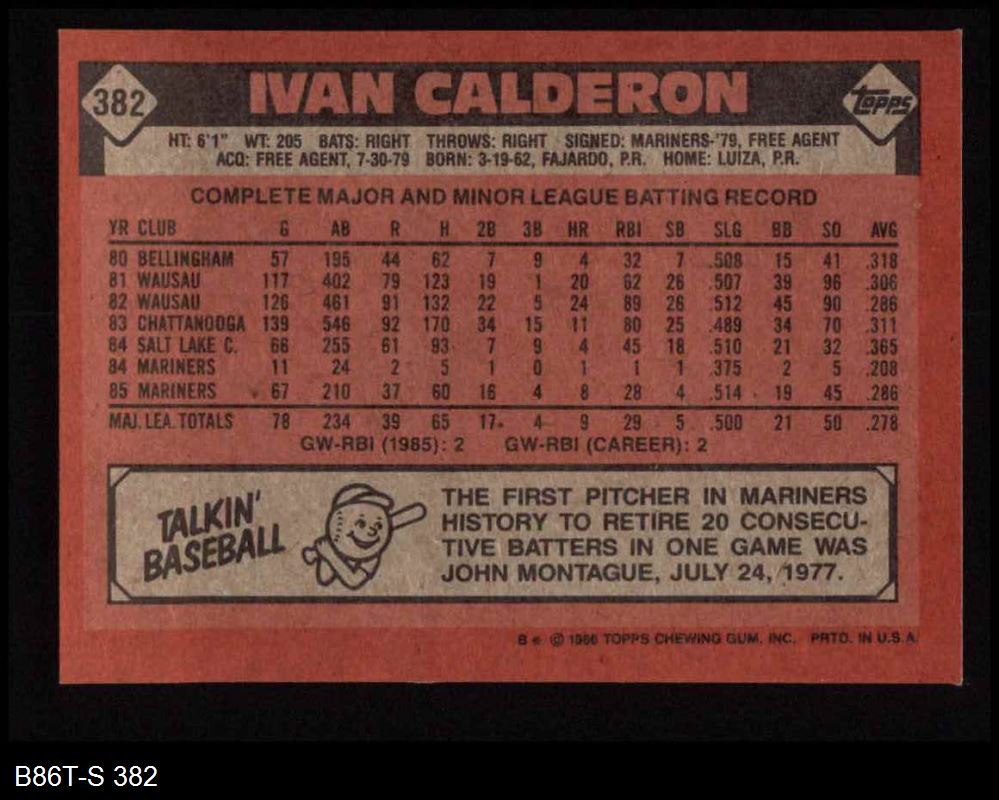 382 IVAN CALDERON Topps
HT: 6'1" WT: 205 BATS: RIGHT THROWS: RIGHT SIGNED: MARINERS-'79, FREE AGENT
ACQ: FREE AGENT, 7-30-79 BORN: 3-19-62, FAJARDO, P.R. HOME: LUIZA, P.R.
COMPLETE MAJOR AND MINOR LEAGUE BATTING RECORD
YR CLUB G AB R H 2B 3B HR RBI SB SLG BB SO AVG
80 BELLINGHAM 57 195 44 62 7 9 4 32 7 .508 15 41 .318
81 WAUSAU 117 402 79 123 19 1 20 62 26 .507 39 96 .306
82 WAUSAU 126 461 91 132 22 5 24 89 26 .512 45 90 .286
83 CHATTANOOGA 139 546 92 170 34 15 11 80 25 .489 34 70 .311
84 SALT LAKE C. 66 255 61 93 7 9 4 45 18 .510 21 32 .365
84 MARINERS 11 24 2 5 1 0 1 1 1 .375 2 5 .208
85 MARINERS 67 210 37 60 16 4 8 28 4 .514 19 45 .286
MAJ. LEA. TOTALS 78 234 39 65 17 4 9 29 5 .500 21 50 .278
GW-RBI (1985): 2 GW-RBI (CAREER): 2
TALKIN'
BASEBALL
THE FIRST PITCHER IN MARINERS
HISTORY TO RETIRE 20 CONSECU-
TIVE BATTERS IN ONE GAME WAS
JOHN MONTAGUE, JULY 24, 1977.
B* © 1986 TOPPS CHEWING GUM, INC. PRTD. IN U.S.A.
B86T-S 382